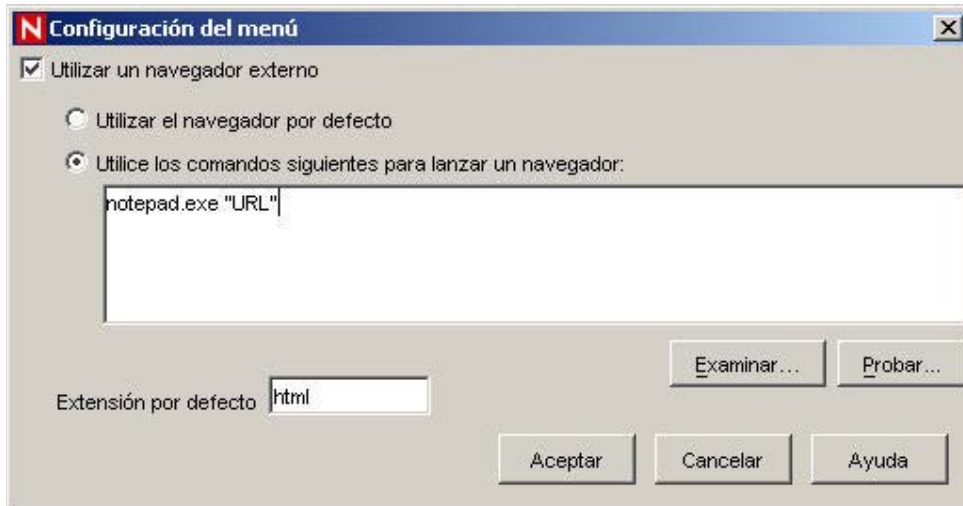 N Configuración del menú
Utilizar un navegador externo
Utilizar el navegador por defecto
Utilice los comandos siguientes para lanzar un navegador:
notepad.exe "URL"
Examinar... Probar...
Extensión por defecto html
Aceptar Cancelar Ayuda